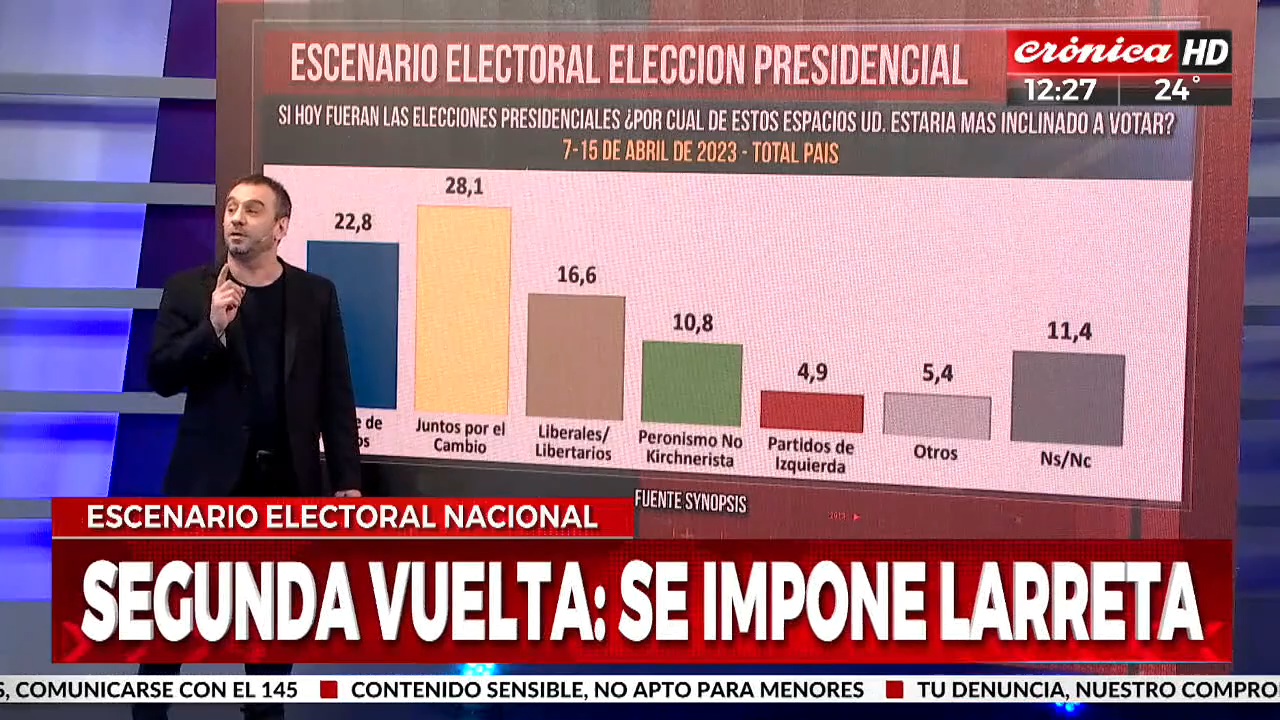 ESCENARIO ELECTORAL ELECCION PRESIDENCIAL
crónica HD
12:27 24°
SI HOY FUERAN LAS ELECCIONES PRESIDENCIALES ¿POR CUAL DE ESTOS ESPACIOS UD. ESTARIA MAS INCLINADO A VOTAR?
7-15 DE ABRIL DE 2023 - TOTAL PAIS
22,8
28,1
16,6
10,8
4,9
5,4
11,4
de
os
Juntos por el
Cambio
Liberales/
Libertarios
Peronismo No
Kirchnerista
Partidos de
Izquierda
Otros
Ns/Nc
FUENTE SYNOPSIS
ESCENARIO ELECTORAL NACIONAL
SEGUNDA VUELTA: SE IMPONE LARRETA
S, COMUNICARSE CON EL 145 CONTENIDO SENSIBLE, NO APTO PARA MENORES TU DENUNCIA, NUESTRO COMPRO